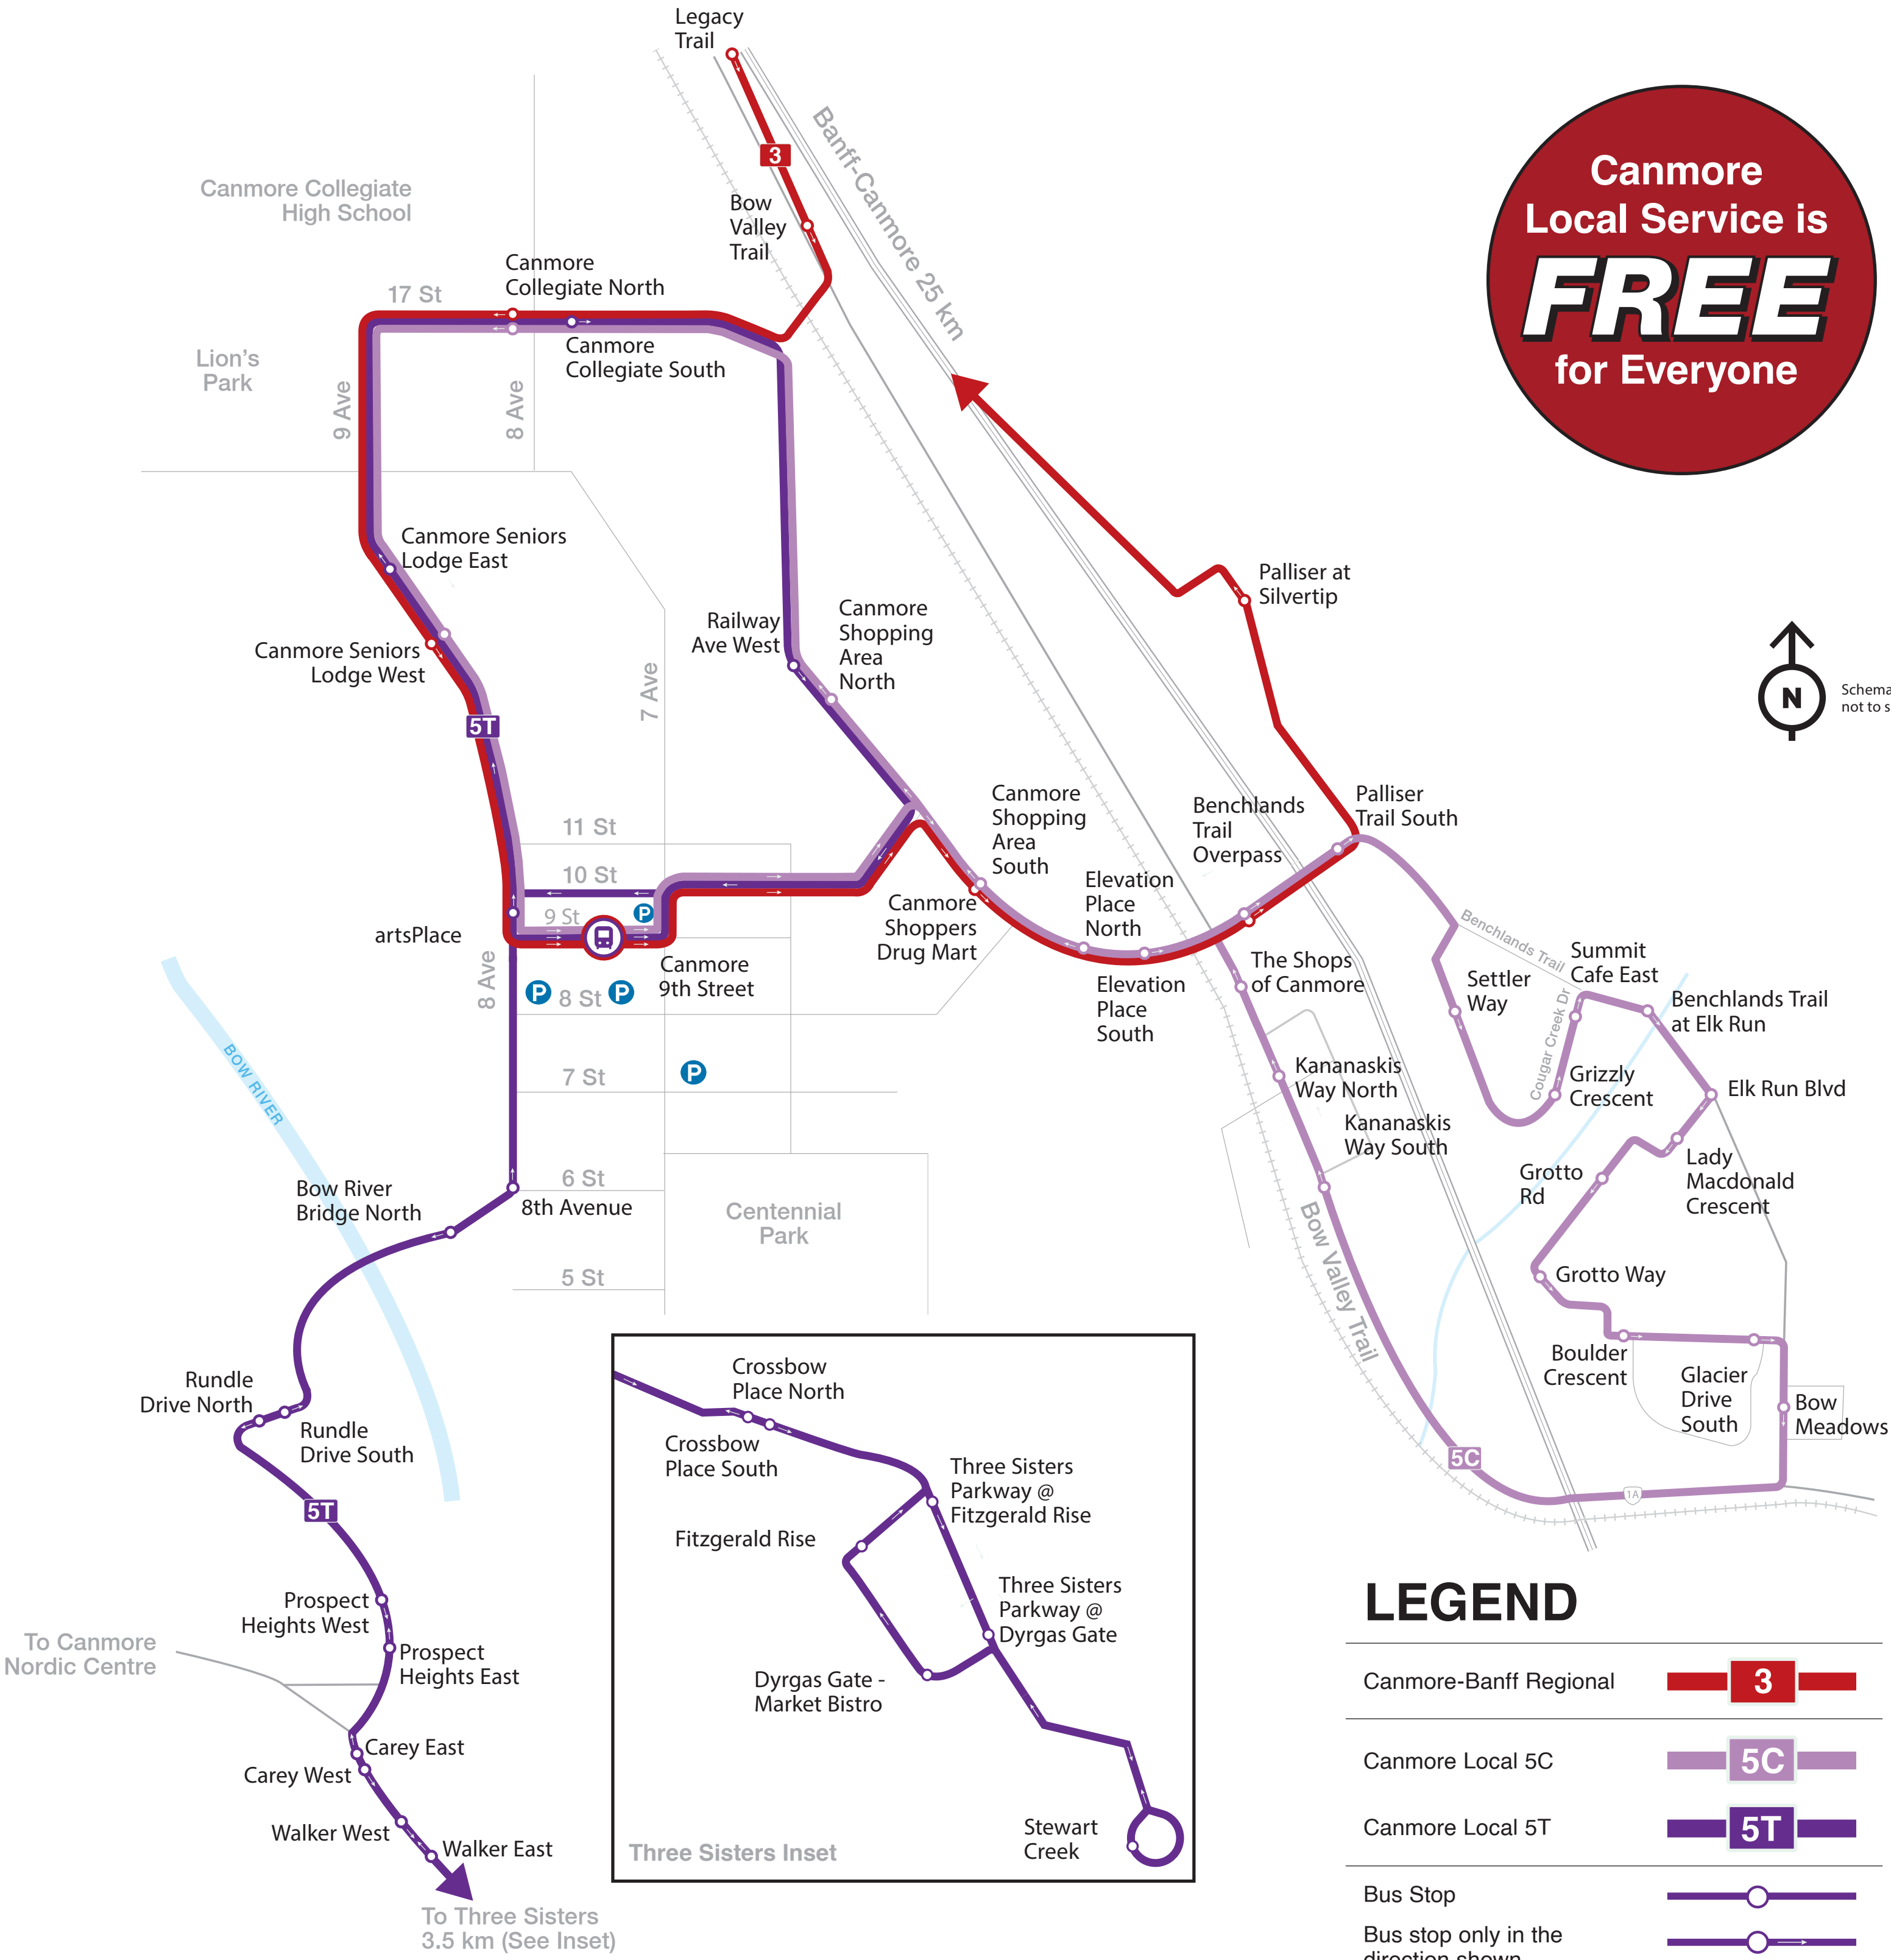 Legacy
Trail
3
Banff-Canmore 25 km
Canmore
Local Service is
FREE
for Everyone
Canmore Collegiate
High School
Bow
Valley
Trail
Canmore
Collegiate North
17 St
Canmore
Collegiate South
Lion's
Park
9 Ave
8 Ave
Canmore Seniors
Lodge East
Canmore Seniors
Lodge West
5T
7 Ave
Railway
Ave West
Canmore
Shopping
Area
North
Palliser at
Silvertip
N
Schema
not to s
Canmore
Shopping
Area
South
Benchlands
Trail
Overpass
Palliser
Trail South
11 St
10 St
9 St
P
artsPlace
Canmore
9th Street
Canmore
Shoppers
Drug Mart
Elevation
Place
North
Elevation
Place
South
The Shops
of Canmore
8 Ave
P
8 St
P
7 St
P
Benchlands Trail
Summit
Cafe East
Settler
Way
Cougar Creek Dr
Benchlands Trail
at Elk Run
Grizzly
Crescent
Elk Run Blvd
Kananaskis
Way North
Kananaskis
Way South
Lady
Macdonald
Crescent
Grotto
Rd
Grotto Way
Boulder
Crescent
Glacier
Drive
South
Bow
Meadows
Bow Valley Trail
5C
1A
BOW RIVER
6 St
8th Avenue
Bow River
Bridge North
Centennial
Park
5 St
Rundle
Drive North
Rundle
Drive South
5T
Prospect
Heights West
Prospect
Heights East
To Canmore
Nordic Centre
Carey East
Carey West
Walker West
Walker East
To Three Sisters
3.5 km (See Inset)
Crossbow
Place North
Crossbow
Place South
Three Sisters
Parkway @
Fitzgerald Rise
Fitzgerald Rise
Three Sisters
Parkway @
Dyrgas Gate
Dyrgas Gate -
Market Bistro
Stewart
Creek
Three Sisters Inset
LEGEND
Canmore-Banff Regional
3
Canmore Local 5C
5C
Canmore Local 5T
5T
Bus Stop
Bus stop only in the
direction shown